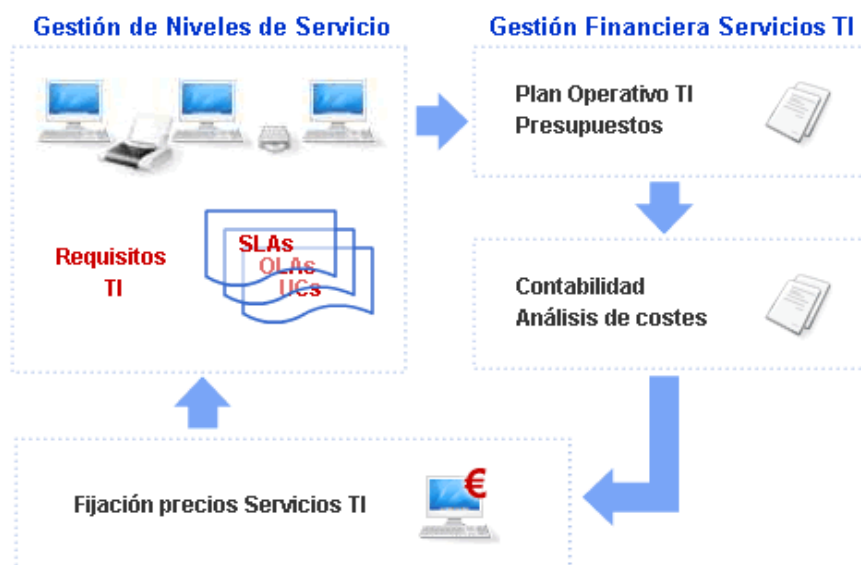 Gestión de Niveles de Servicio
Gestión Financiera Servicios TI
Plan Operativo TI
Presupuestos
Requisitos
TI
SLAs
OLAs
UCs
Contabilidad
Análisis de costes
Fijación precios Servicios TI
€